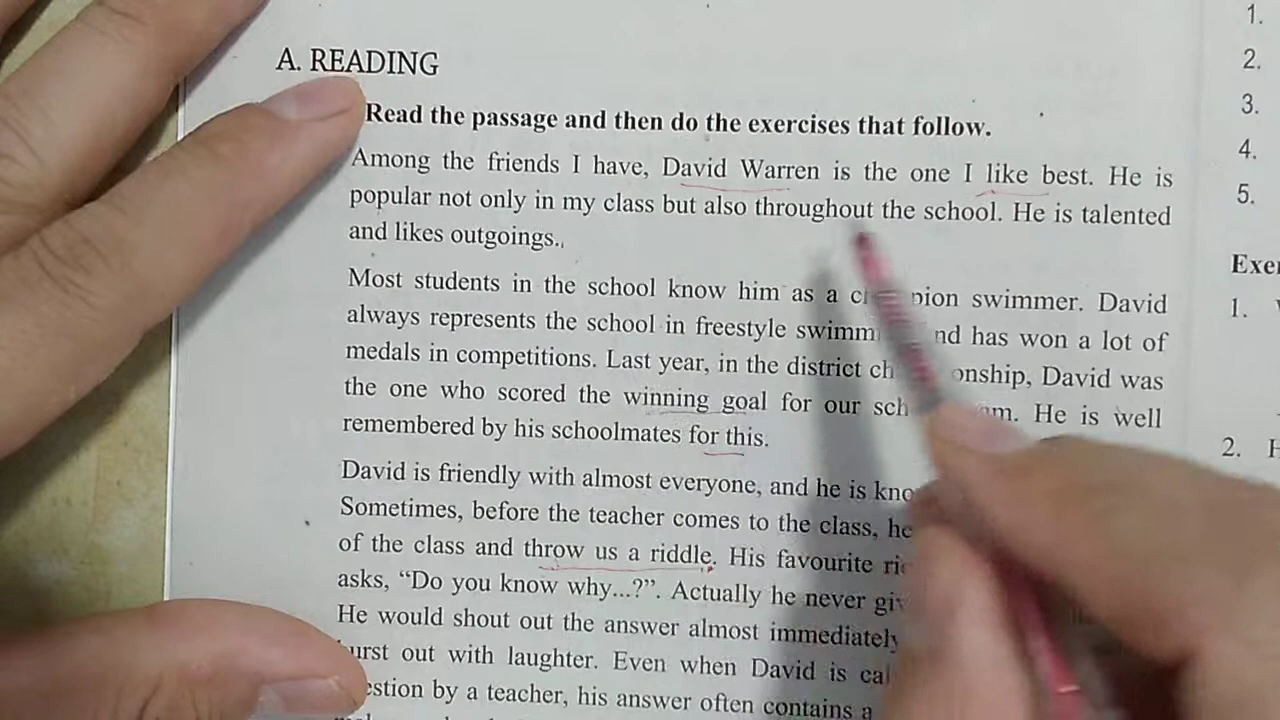 A. READING
Read the passage and then do the exercises that follow.
Among the friends I have, David Warren is the one I like best. He is
popular not only in my class but also throughout the school. He is talented
and likes outgoings.
Most students in the school know him as a pion swimmer. David
always represents the school in freestyle swimm nd has won a lot of
medals in competitions. Last year, in the district ch onship, David was
the one who scored the winning goal for our sch am. He is well
remembered by his schoolmates for this.
David is friendly with almost everyone, and he is kno
Sometimes, before the teacher comes to the class, he
of the class and throw us a riddle. His favourite ri
asks, “Do you know why...?”. Actually he never giv
He would shout out the answer almost immediately
urst out with laughter. Even when David is cal
estion by a teacher, his answer often contains a
1.
2.
3.
4.
5.
Exer
1.
2. H